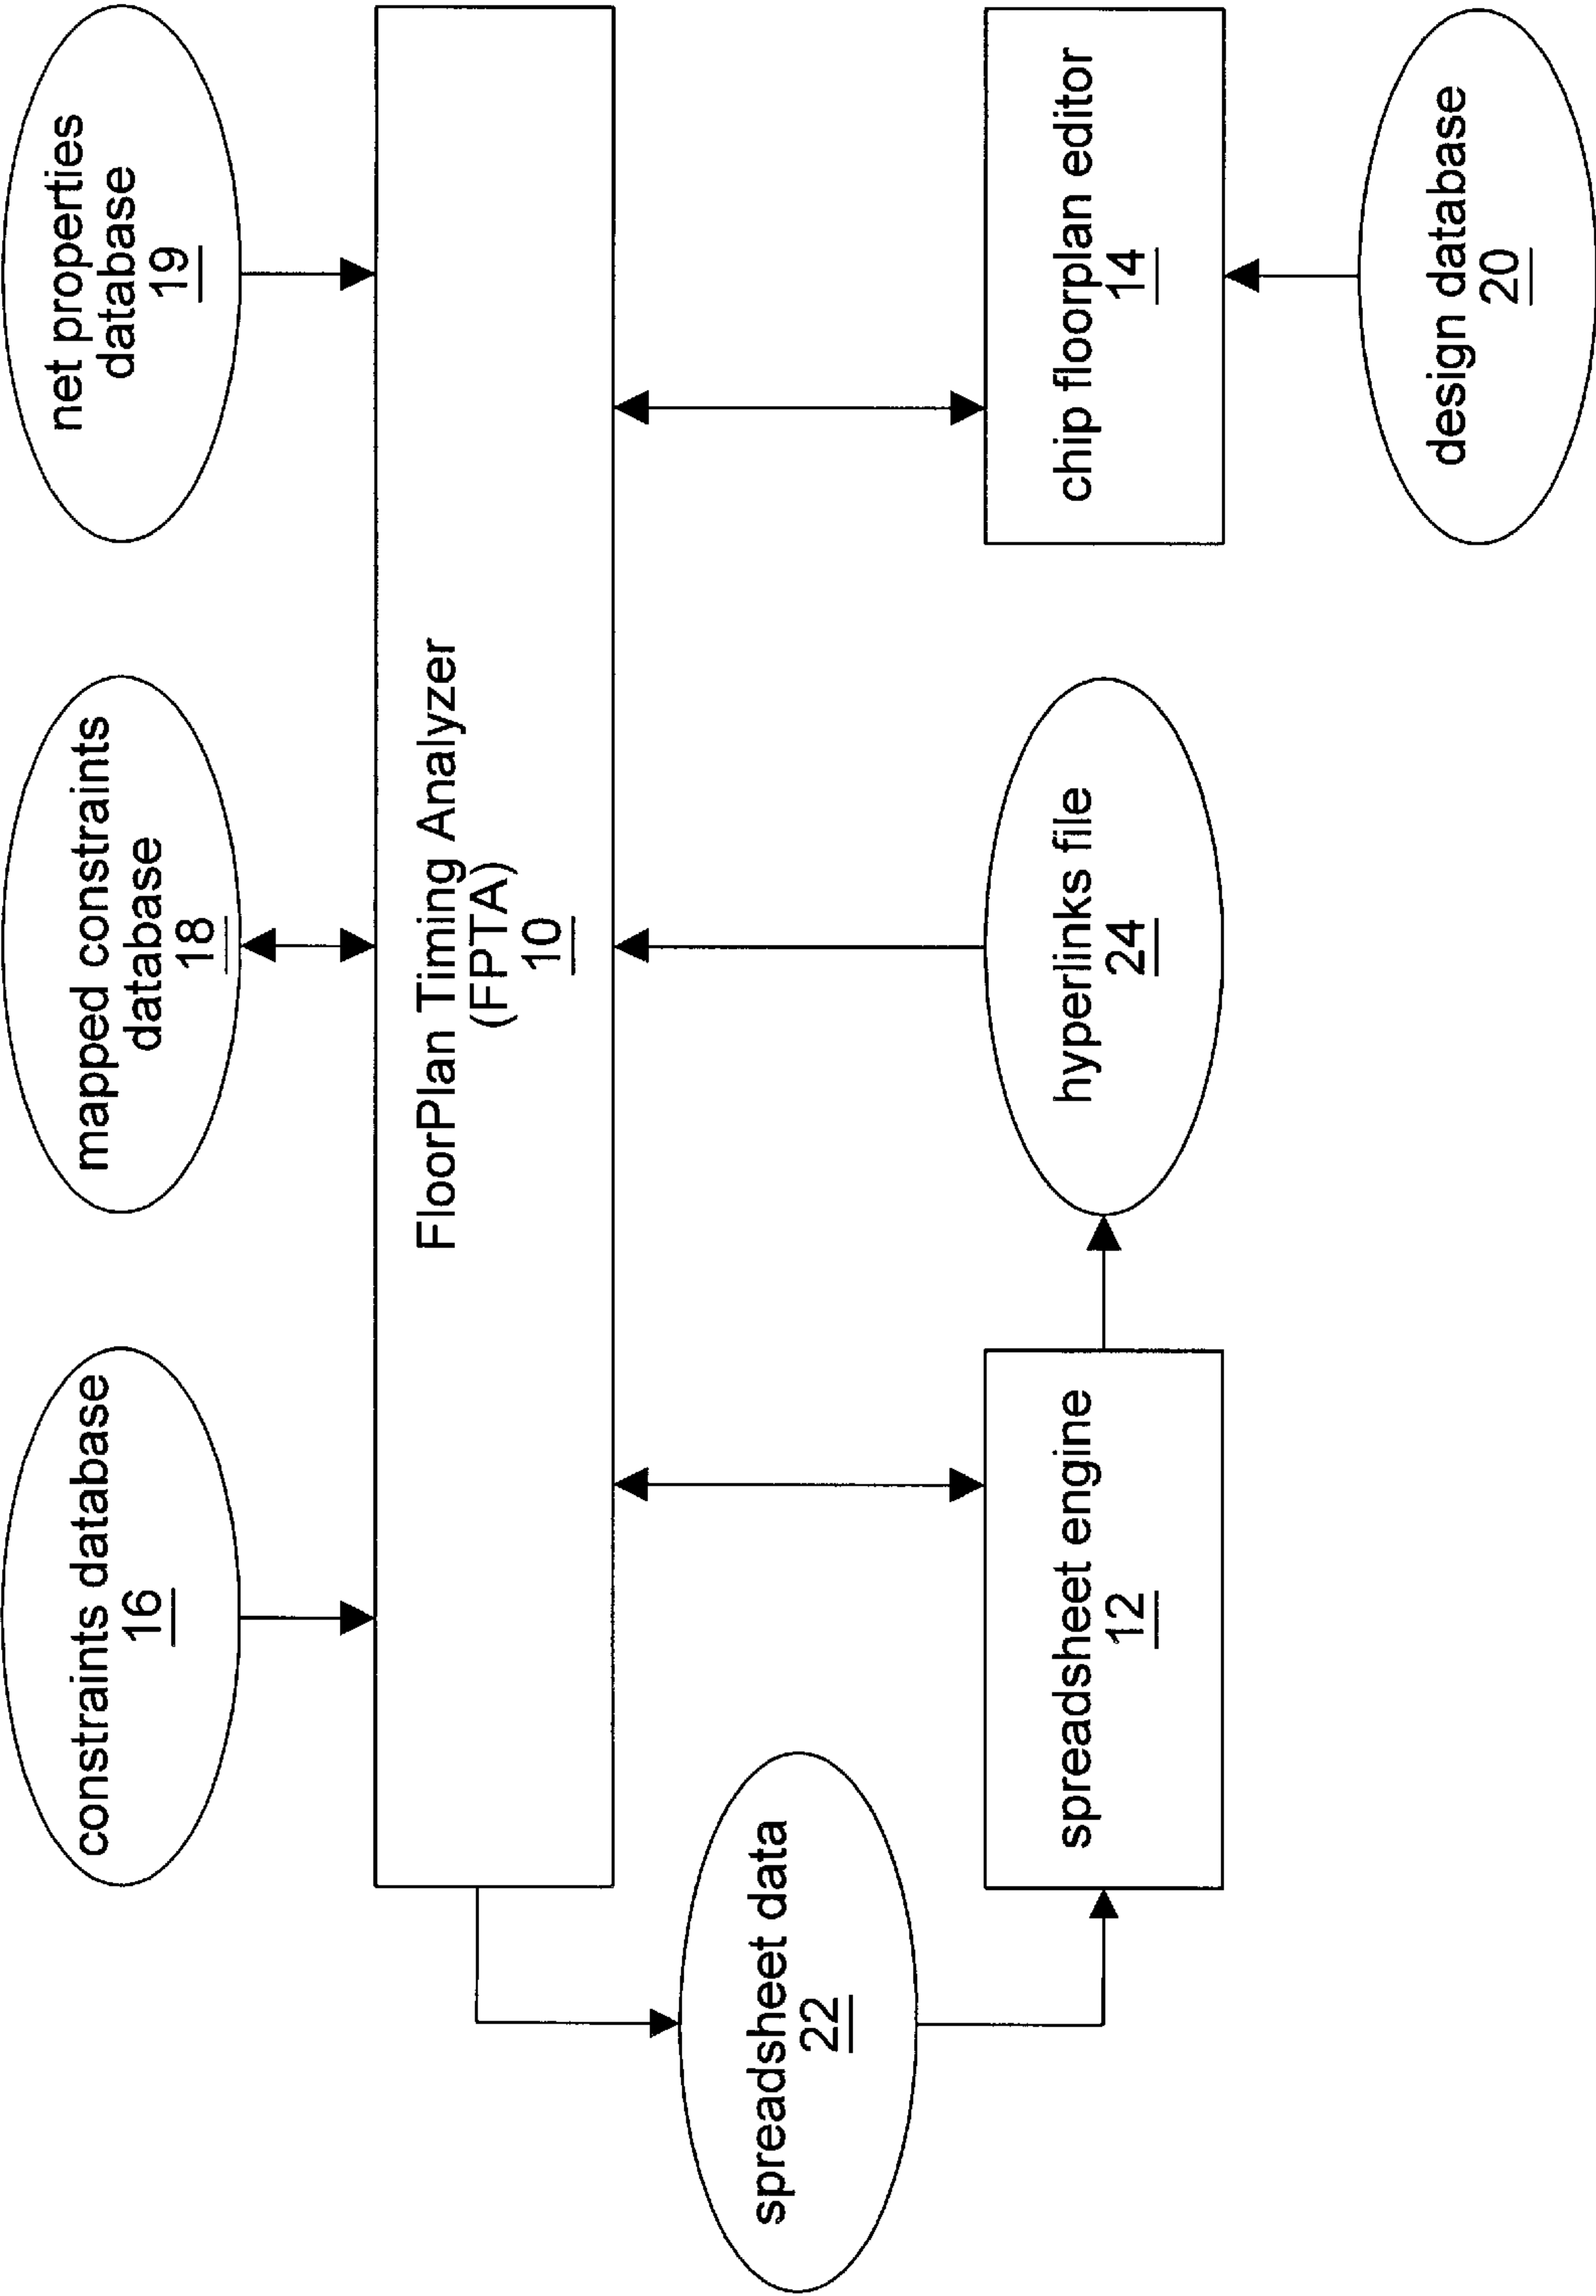 constraints database
16
mapped constraints
database
18
net properties
database
19
FloorPlan Timing Analyzer
(FPTA)
10
spreadsheet data
22
spreadsheet engine
12
hyperlinks file
24
chip floorplan editor
14
design database
20